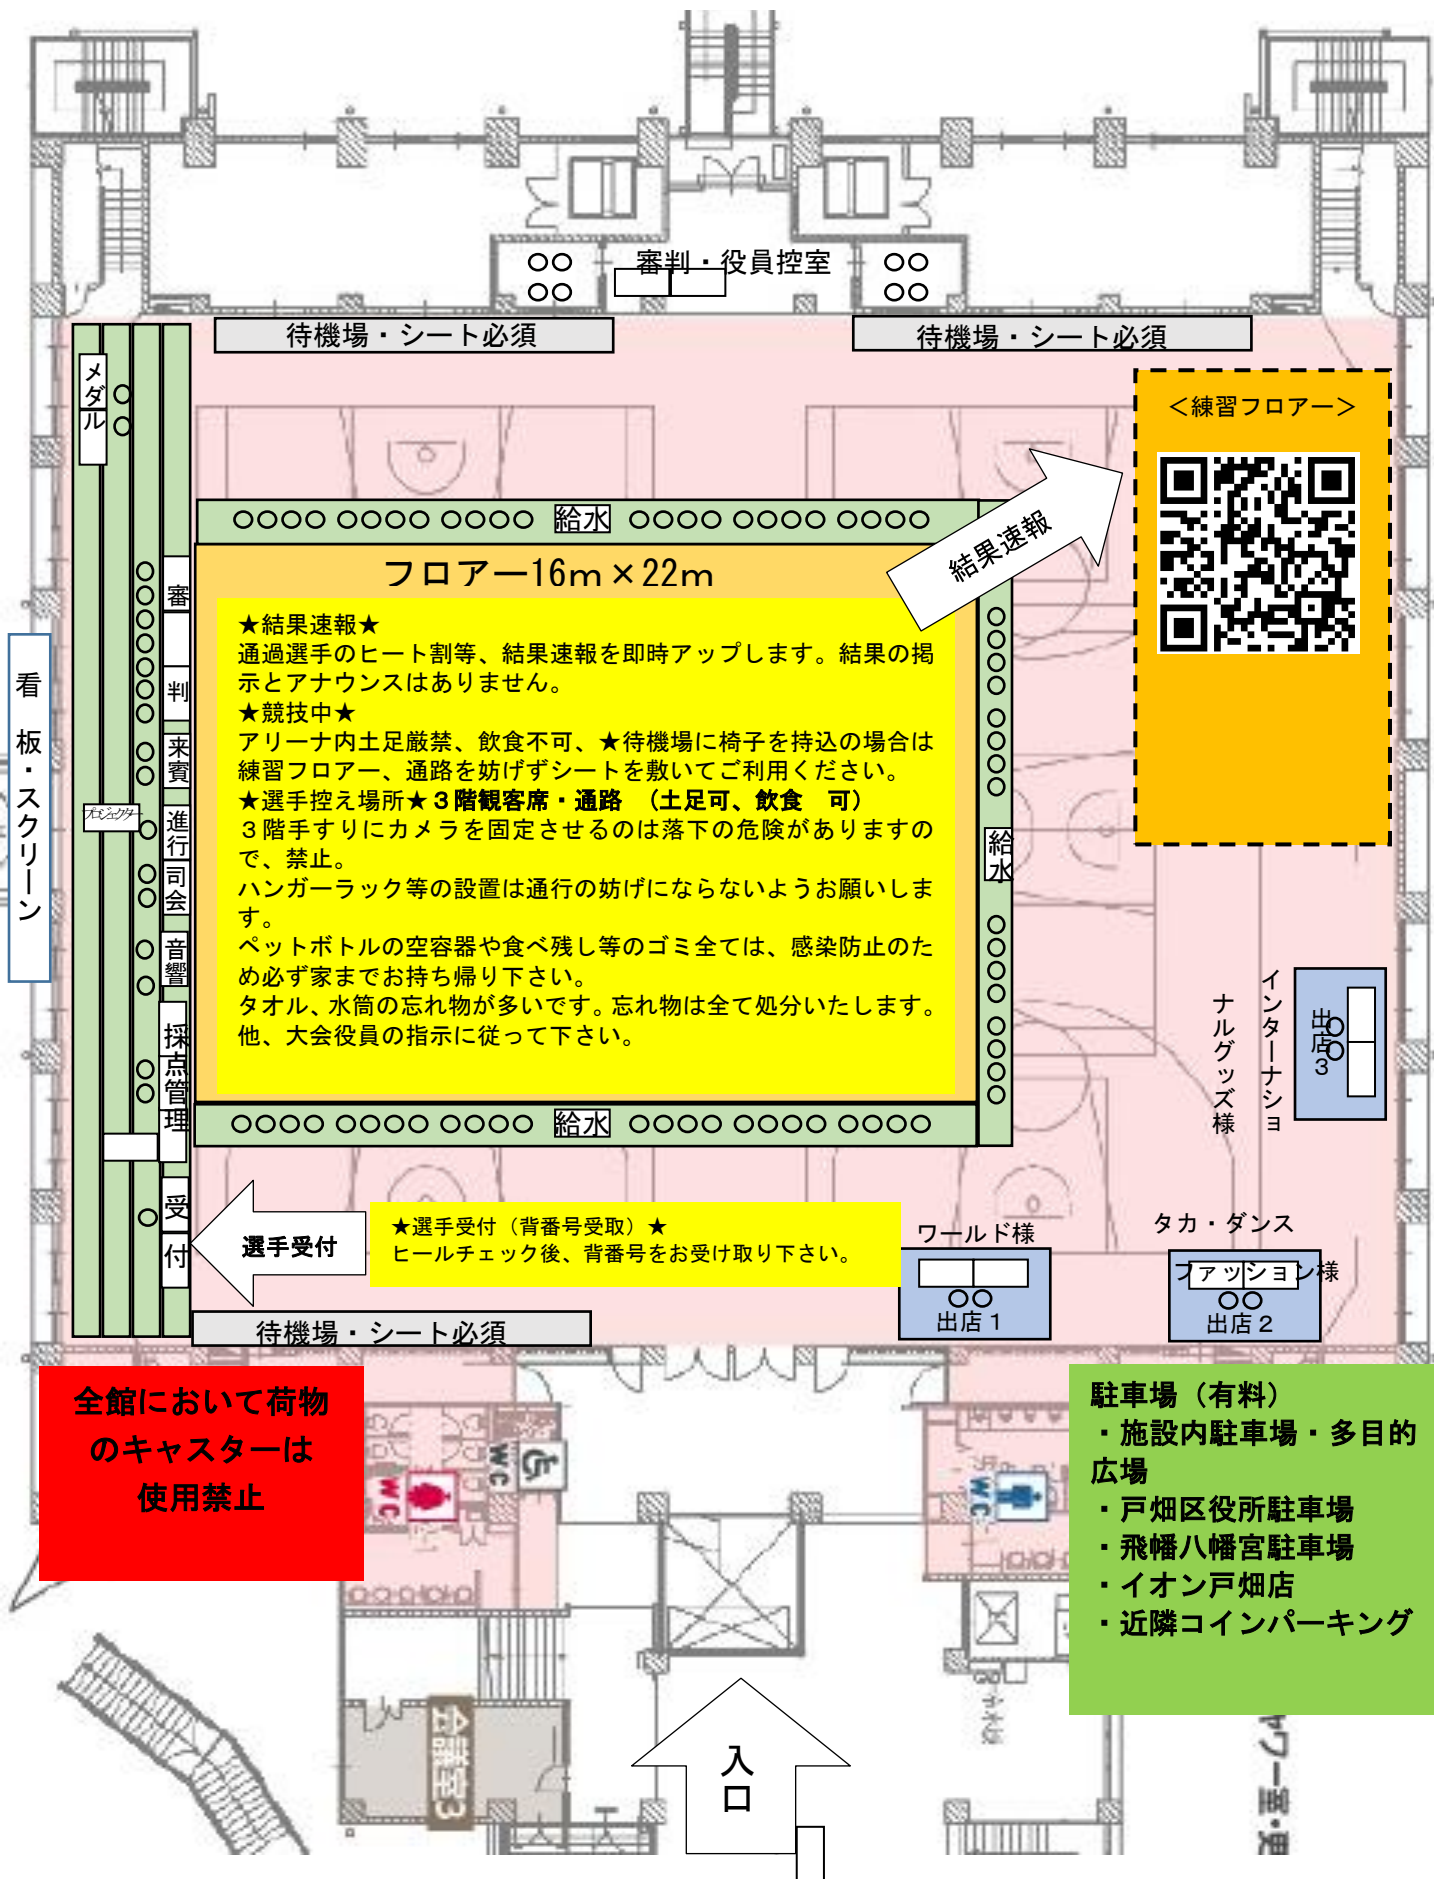 審判・役員控室
待機場・シート必須
待機場・シート必須
メダル
＜練習フロアー＞
給水
結果速報
フロアー16ｍ×22ｍ
★結果速報★
通過選手のヒート割等、結果速報を即時アップします。結果の掲
示とアナウンスはありません。
★競技中★
アリーナ内土足厳禁、飲食不可、★待機場に椅子を持込の場合は
練習フロアー、通路を妨げずシートを敷いてご利用ください。
★選手控え場所★３階観客席・通路　（土足可、飲食　可）
３階手すりにカメラを固定させるのは落下の危険がありますの
で、禁止。
ハンガーラック等の設置は通行の妨げにならないようお願いしま
す。
ペットボトルの空容器や食べ残し等のゴミ全ては、感染防止のた
め必ず家までお持ち帰り下さい。
タオル、水筒の忘れ物が多いです。忘れ物は全て処分いたします。
他、大会役員の指示に従って下さい。
看　板・スクリーン
審
判
来賓
プロジェクター
進行
司会
音響
採点管理
受
付
給水
給水
インターナショ
ナルグッズ様
出店３
選手受付
★選手受付（背番号受取）★
ヒールチェック後、背番号をお受け取り下さい。
ワールド様
出店１
タカ・ダンス
ファッション様
出店２
待機場・シート必須
全館において荷物
のキャスターは
使用禁止
WC
WC
WC
駐車場（有料）
・施設内駐車場・多目的
広場
・戸畑区役所駐車場
・飛幡八幡宮駐車場
・イオン戸畑店
・近隣コインパーキング
会議室3
入口